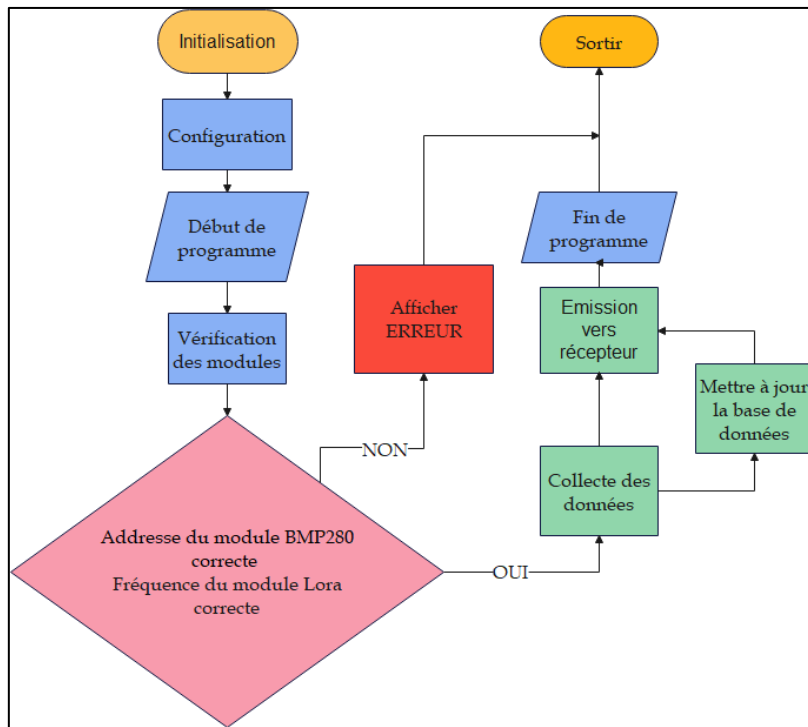 Initialisation
Configuration
Début de
programme
Vérification
des modules
Addresse du module BMP280
correcte
Fréquence du module Lora
correcte
NON
Afficher
ERREUR
OUI
Collecte des
données
Mettre à jour
la base de
données
Emission
vers
récepteur
Fin de
programme
Sortir